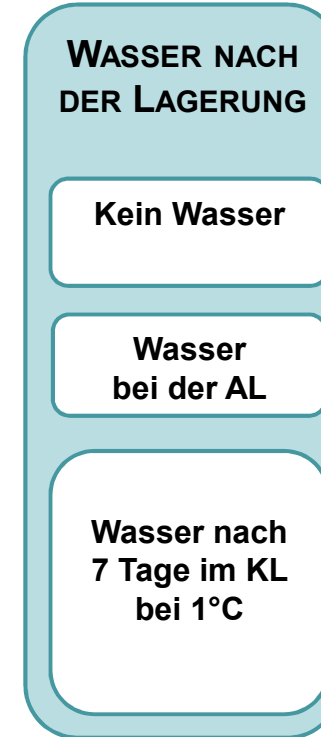 WASSER NACH
DER LAGERUNG
Kein Wasser
Wasser
bei der AL
Wasser nach
7 Tage im KL
bei 1°C